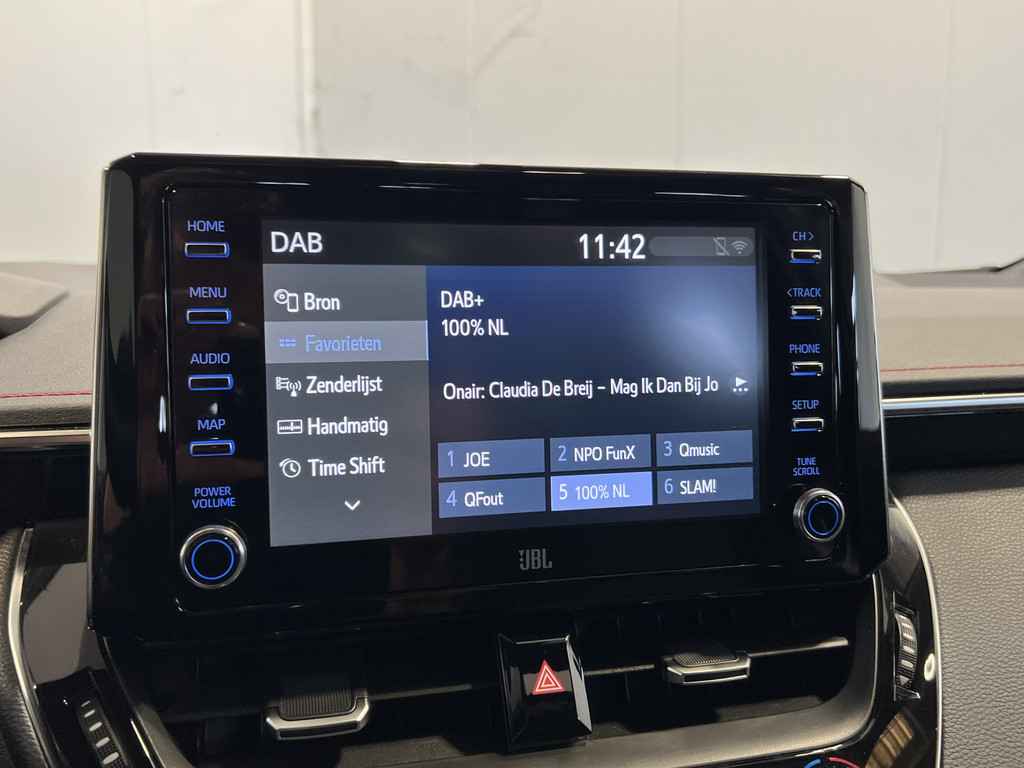 HOME
MENU
AUDIO
MAP
POWER
VOLUME
DAB
11:42
Bron
Favorieten
Zenderlijst
Handmatig
Time Shift
DAB+
100% NL
Onair: Claudia De Breij – Mag Ik Dan Bij Jo
1 JOE
2 NPO FunX
3 Qmusic
4 QFout
5 100% NL
6 SLAM!
CH >
< TRACK
PHONE
SETUP
TUNE
SCROLL
JBL